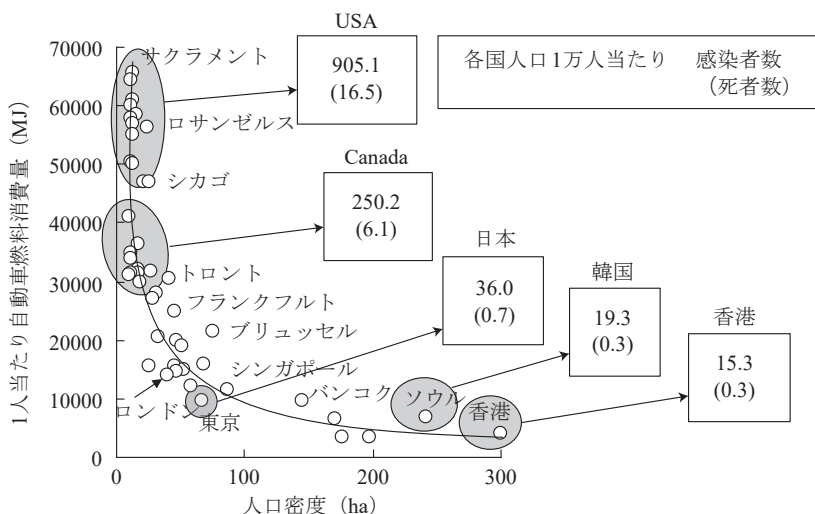 USA
905.1
(16.5)
各国人口1万人当たり 感染者数
(死者数)
Canada
250.2
(6.1)
日本
36.0
(0.7)
韓国
19.3
(0.3)
香港
15.3
(0.3)
1人当たり自動車燃料消費量 (MJ)
70000
60000
50000
40000
30000
20000
10000
0
サクラメント
ロサンゼルス
シカゴ
トロント
フランクフルト
ブリュッセル
シンガポール
バンコク
ソウル
香港
ロンドン
東京
0
100
200
300
人口密度 (ha)